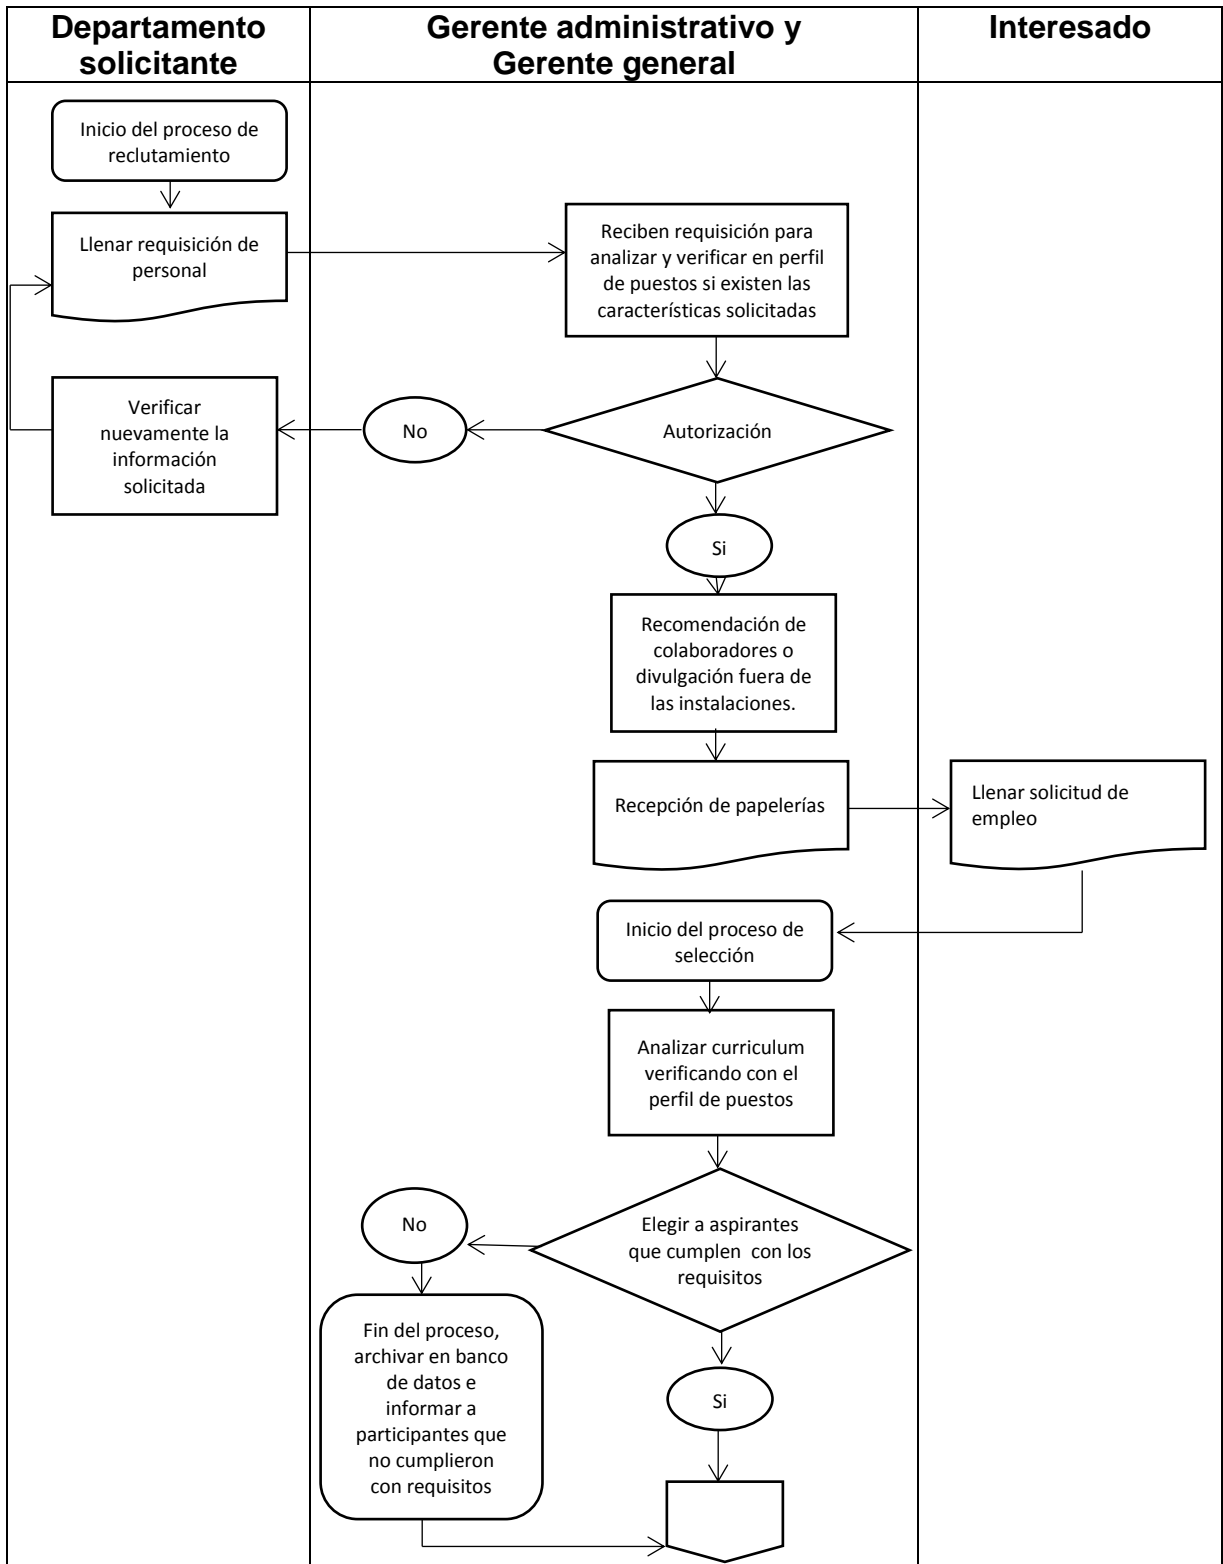 Departamento
solicitante
Gerente administrativo y
Gerente general
Interesado
Inicio del proceso de
reclutamiento
Llenar requisición de
personal
Reciben requisición para
analizar y verificar en perfil
de puestos si existen las
características solicitadas
Verificar
nuevamente la
información
solicitada
No
Autorización
Si
Recomendación de
colaboradores o
divulgación fuera de
las instalaciones.
Recepción de papelerías
Llenar solicitud de
empleo
Inicio del proceso de
selección
Analizar curriculum
verificando con el
perfil de puestos
No
Elegir a aspirantes
que cumplen con los
requisitos
Fin del proceso,
archivar en banco
de datos e
informar a
participantes que
no cumplieron
con requisitos
Si